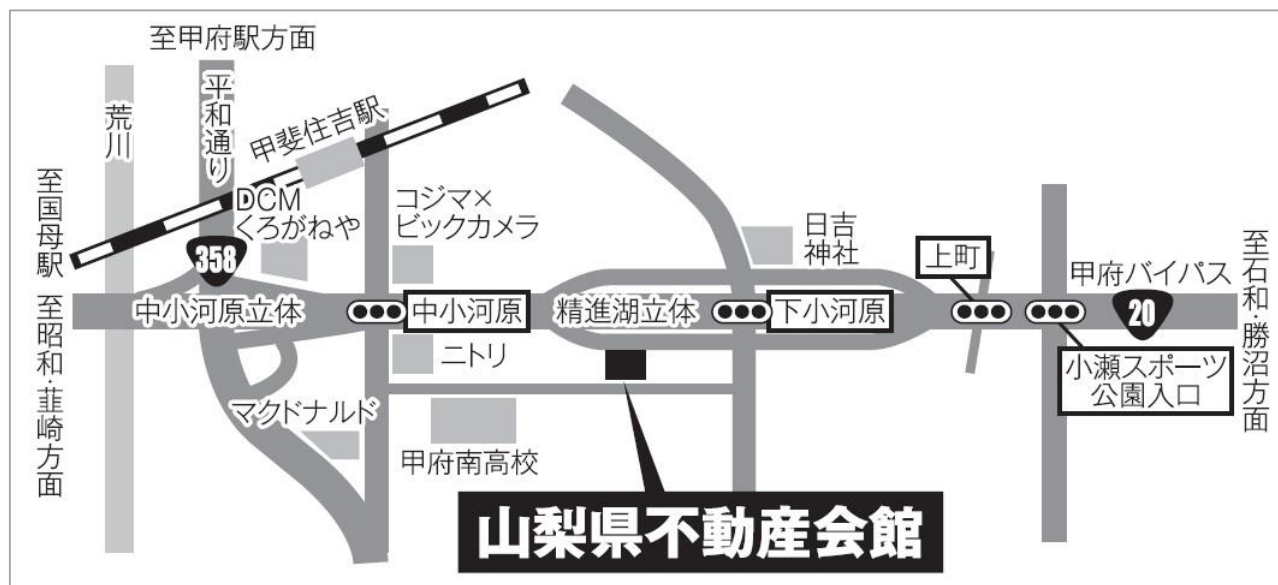 至甲府駅方面
荒川
平和通り
甲斐住吉駅
至国母駅
DCM
くろがねや
コジマ×
ビックカメラ
日吉
神社
上町
甲府バイパス
至石和・勝沼方面
358
20
中小河原立体
中小河原
精進湖立体
下小河原
至昭和・韮崎方面
ニトリ
小瀬スポーツ
公園入口
マクドナルド
甲府南高校
山梨県不動産会館